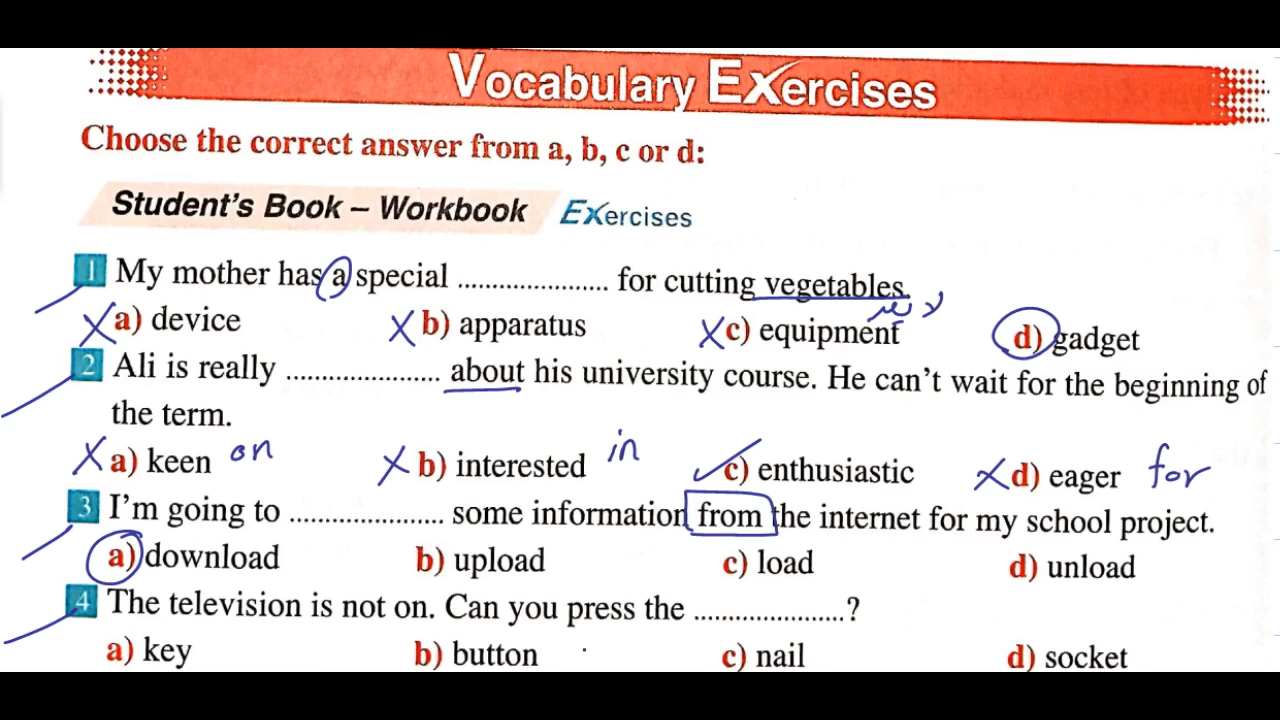 Vocabulary Exercises
Choose the correct answer from a, b, c or d:
Student's Book – Workbook Exercises
1 My mother has a special ...................... for cutting vegetables.
a) device b) apparatus c) equipment d) gadget
2 Ali is really ...................... about his university course. He can't wait for the beginning of
the term.
a) keen on b) interested in c) enthusiastic d) eager for
3 I'm going to ...................... some information from the internet for my school project.
a) download b) upload c) load d) unload
4 The television is not on. Can you press the ......................?
a) key b) button c) nail d) socket